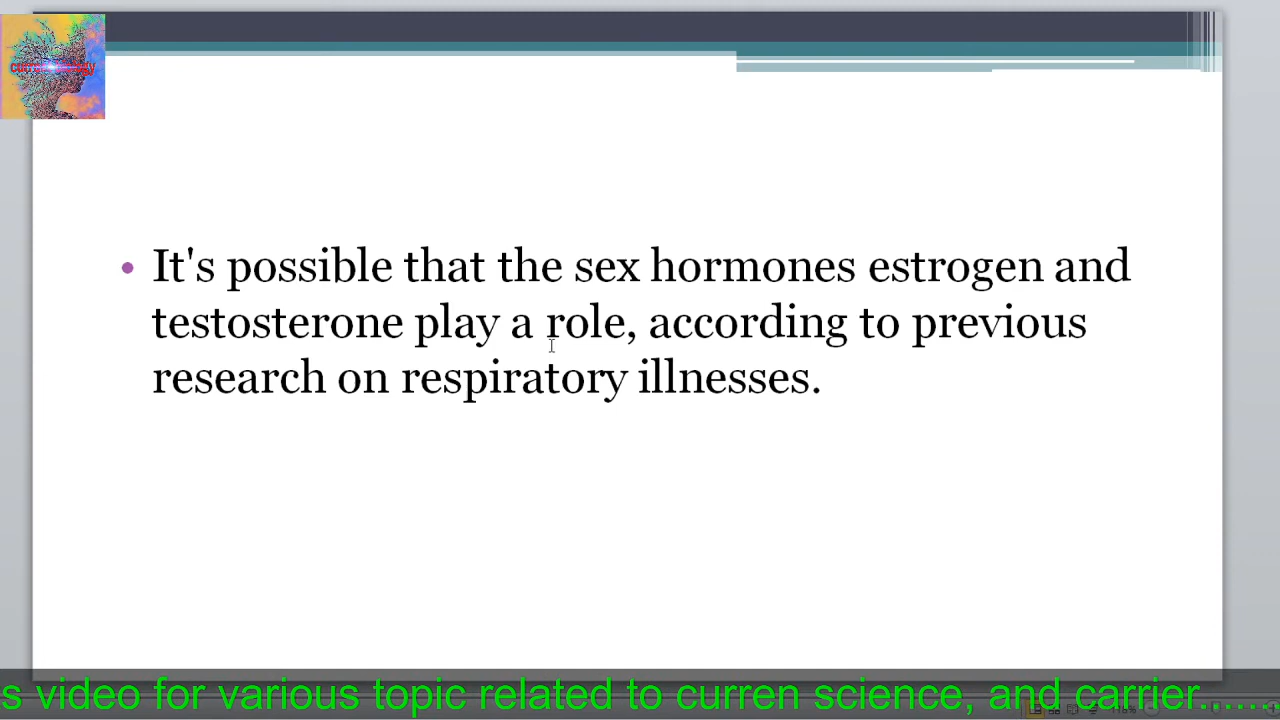 It's possible that the sex hormones estrogen and
testosterone play a role, according to previous
research on respiratory illnesses.
s video for various topic related to curren science, and carrier......